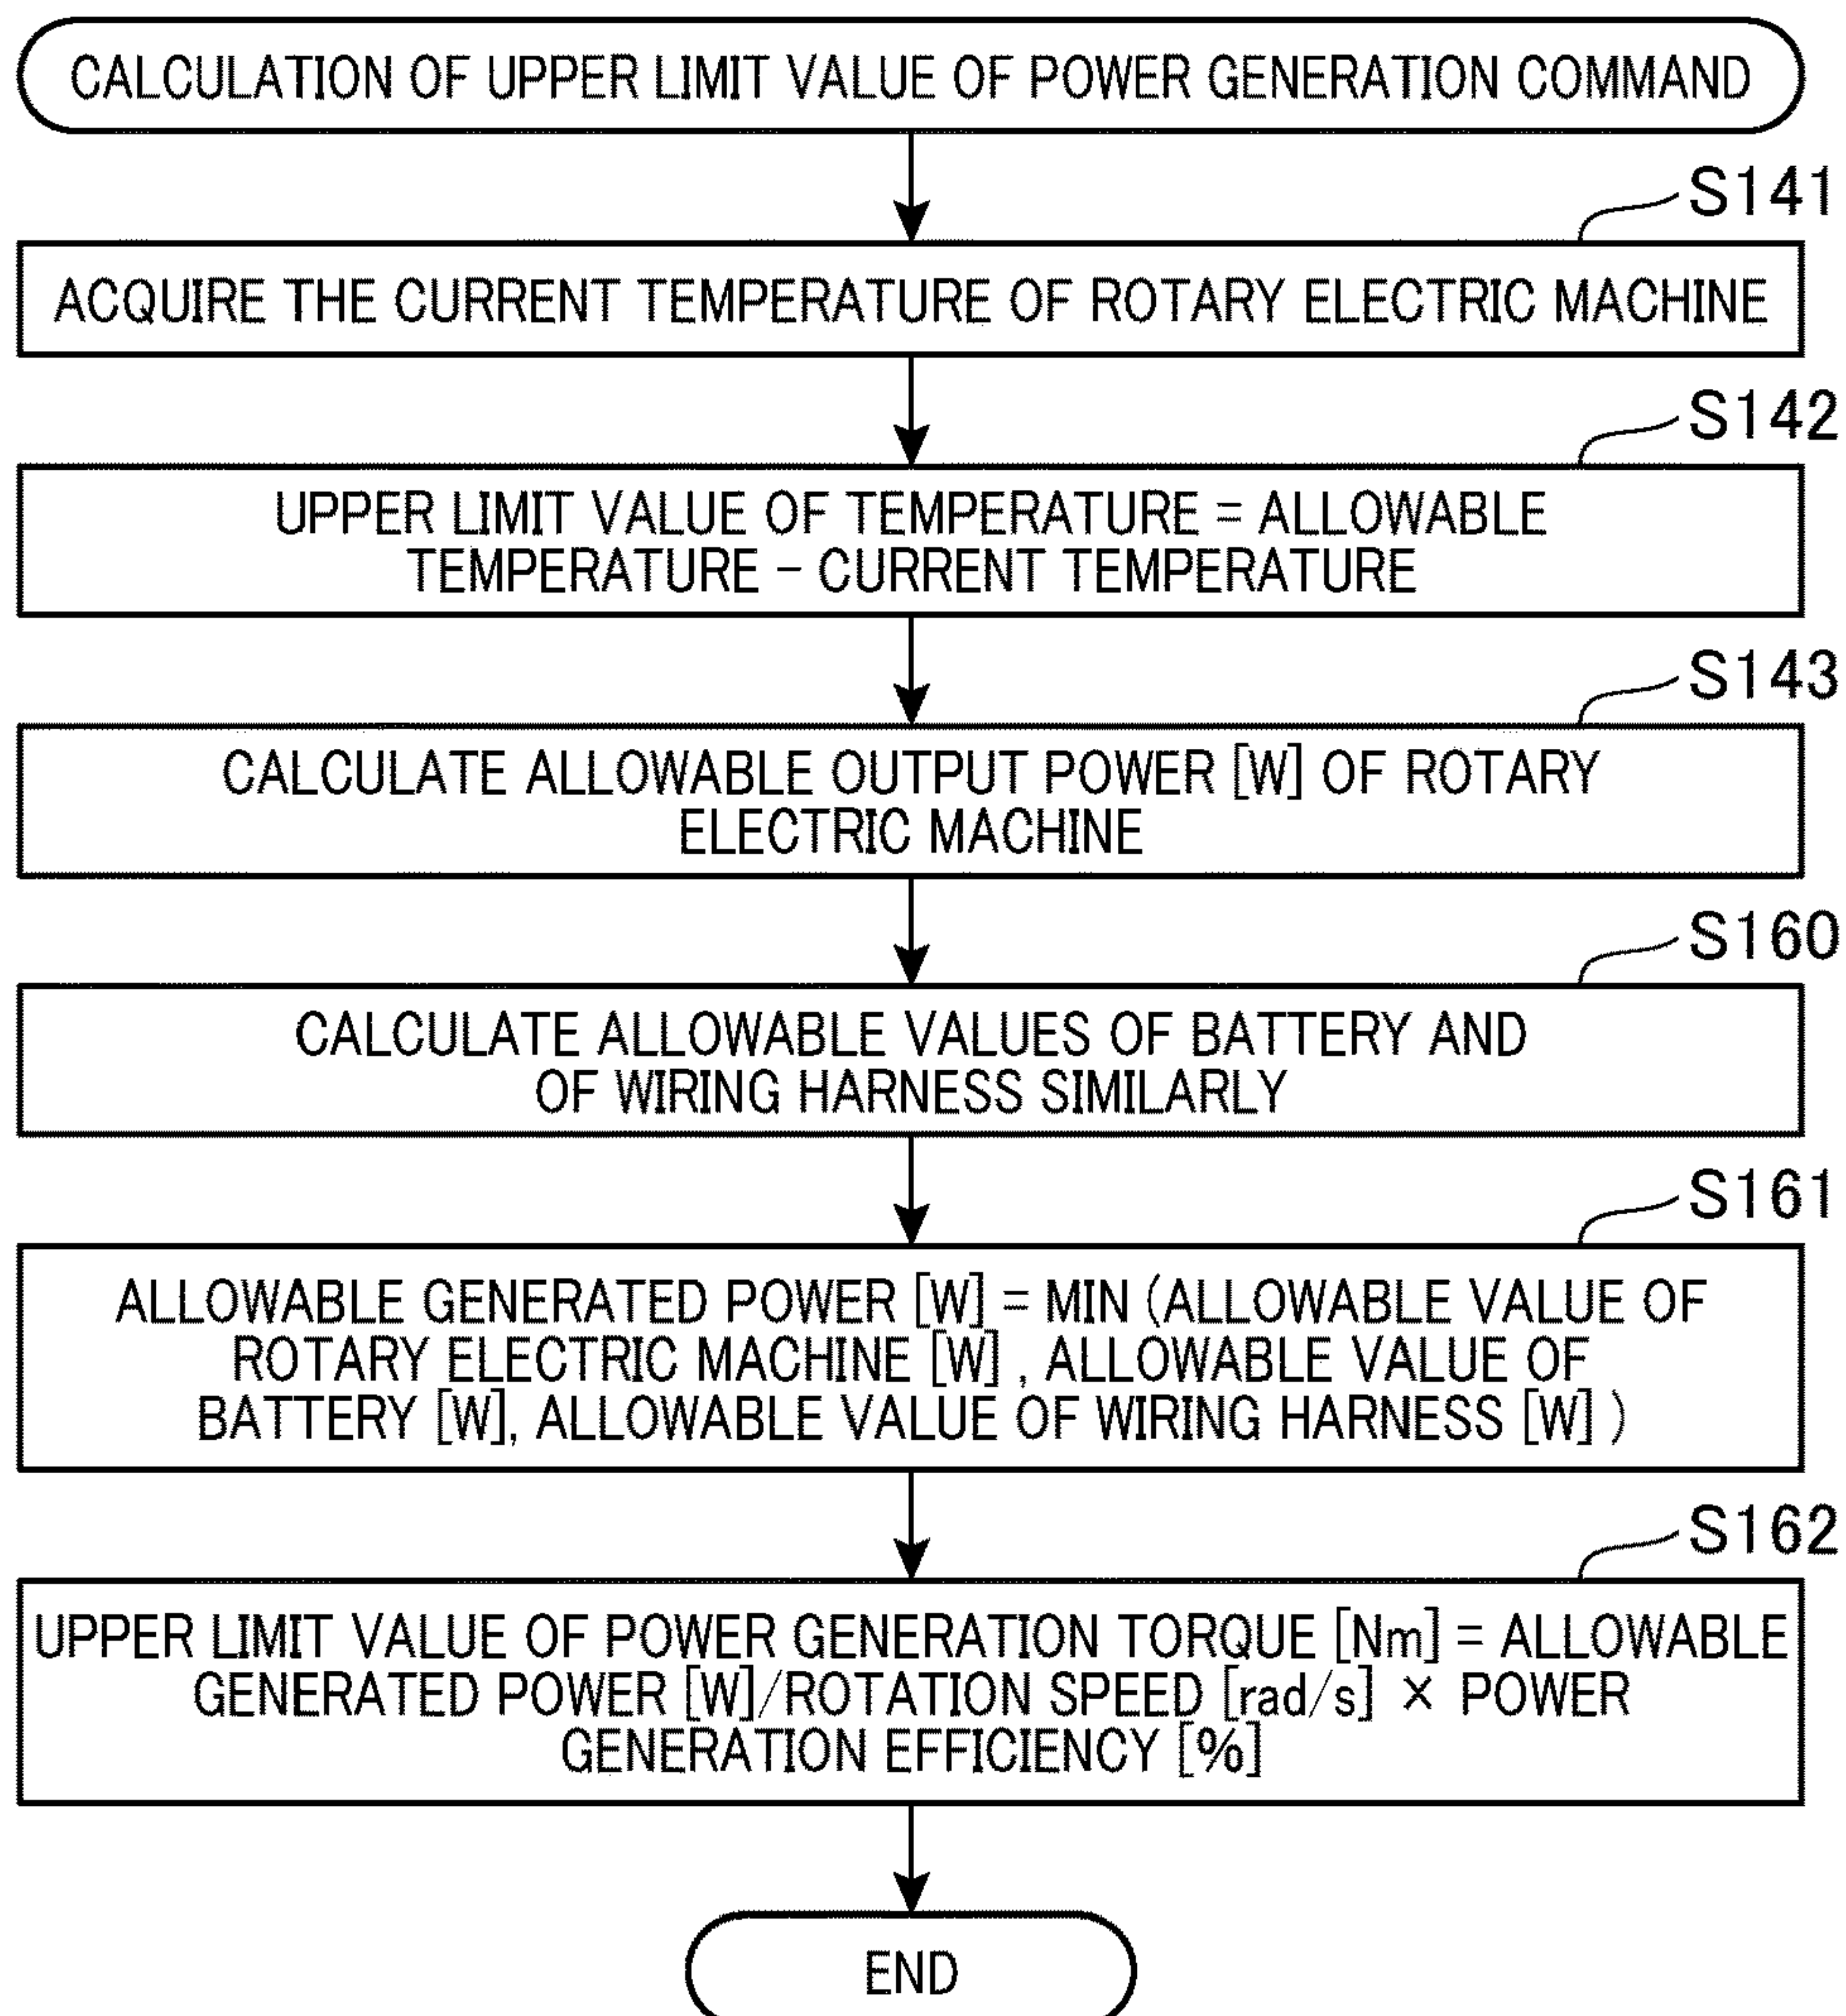 CALCULATION OF UPPER LIMIT VALUE OF POWER GENERATION COMMAND
S141
ACQUIRE THE CURRENT TEMPERATURE OF ROTARY ELECTRIC MACHINE
S142
UPPER LIMIT VALUE OF TEMPERATURE = ALLOWABLE
TEMPERATURE - CURRENT TEMPERATURE
S143
CALCULATE ALLOWABLE OUTPUT POWER [W] OF ROTARY
ELECTRIC MACHINE
S160
CALCULATE ALLOWABLE VALUES OF BATTERY AND
OF WIRING HARNESS SIMILARLY
S161
ALLOWABLE GENERATED POWER [W] = MIN (ALLOWABLE VALUE OF
ROTARY ELECTRIC MACHINE [W] , ALLOWABLE VALUE OF
BATTERY [W], ALLOWABLE VALUE OF WIRING HARNESS [W] )
S162
UPPER LIMIT VALUE OF POWER GENERATION TORQUE [Nm] = ALLOWABLE
GENERATED POWER [W]/ROTATION SPEED [rad/s] × POWER
GENERATION EFFICIENCY [%]
END